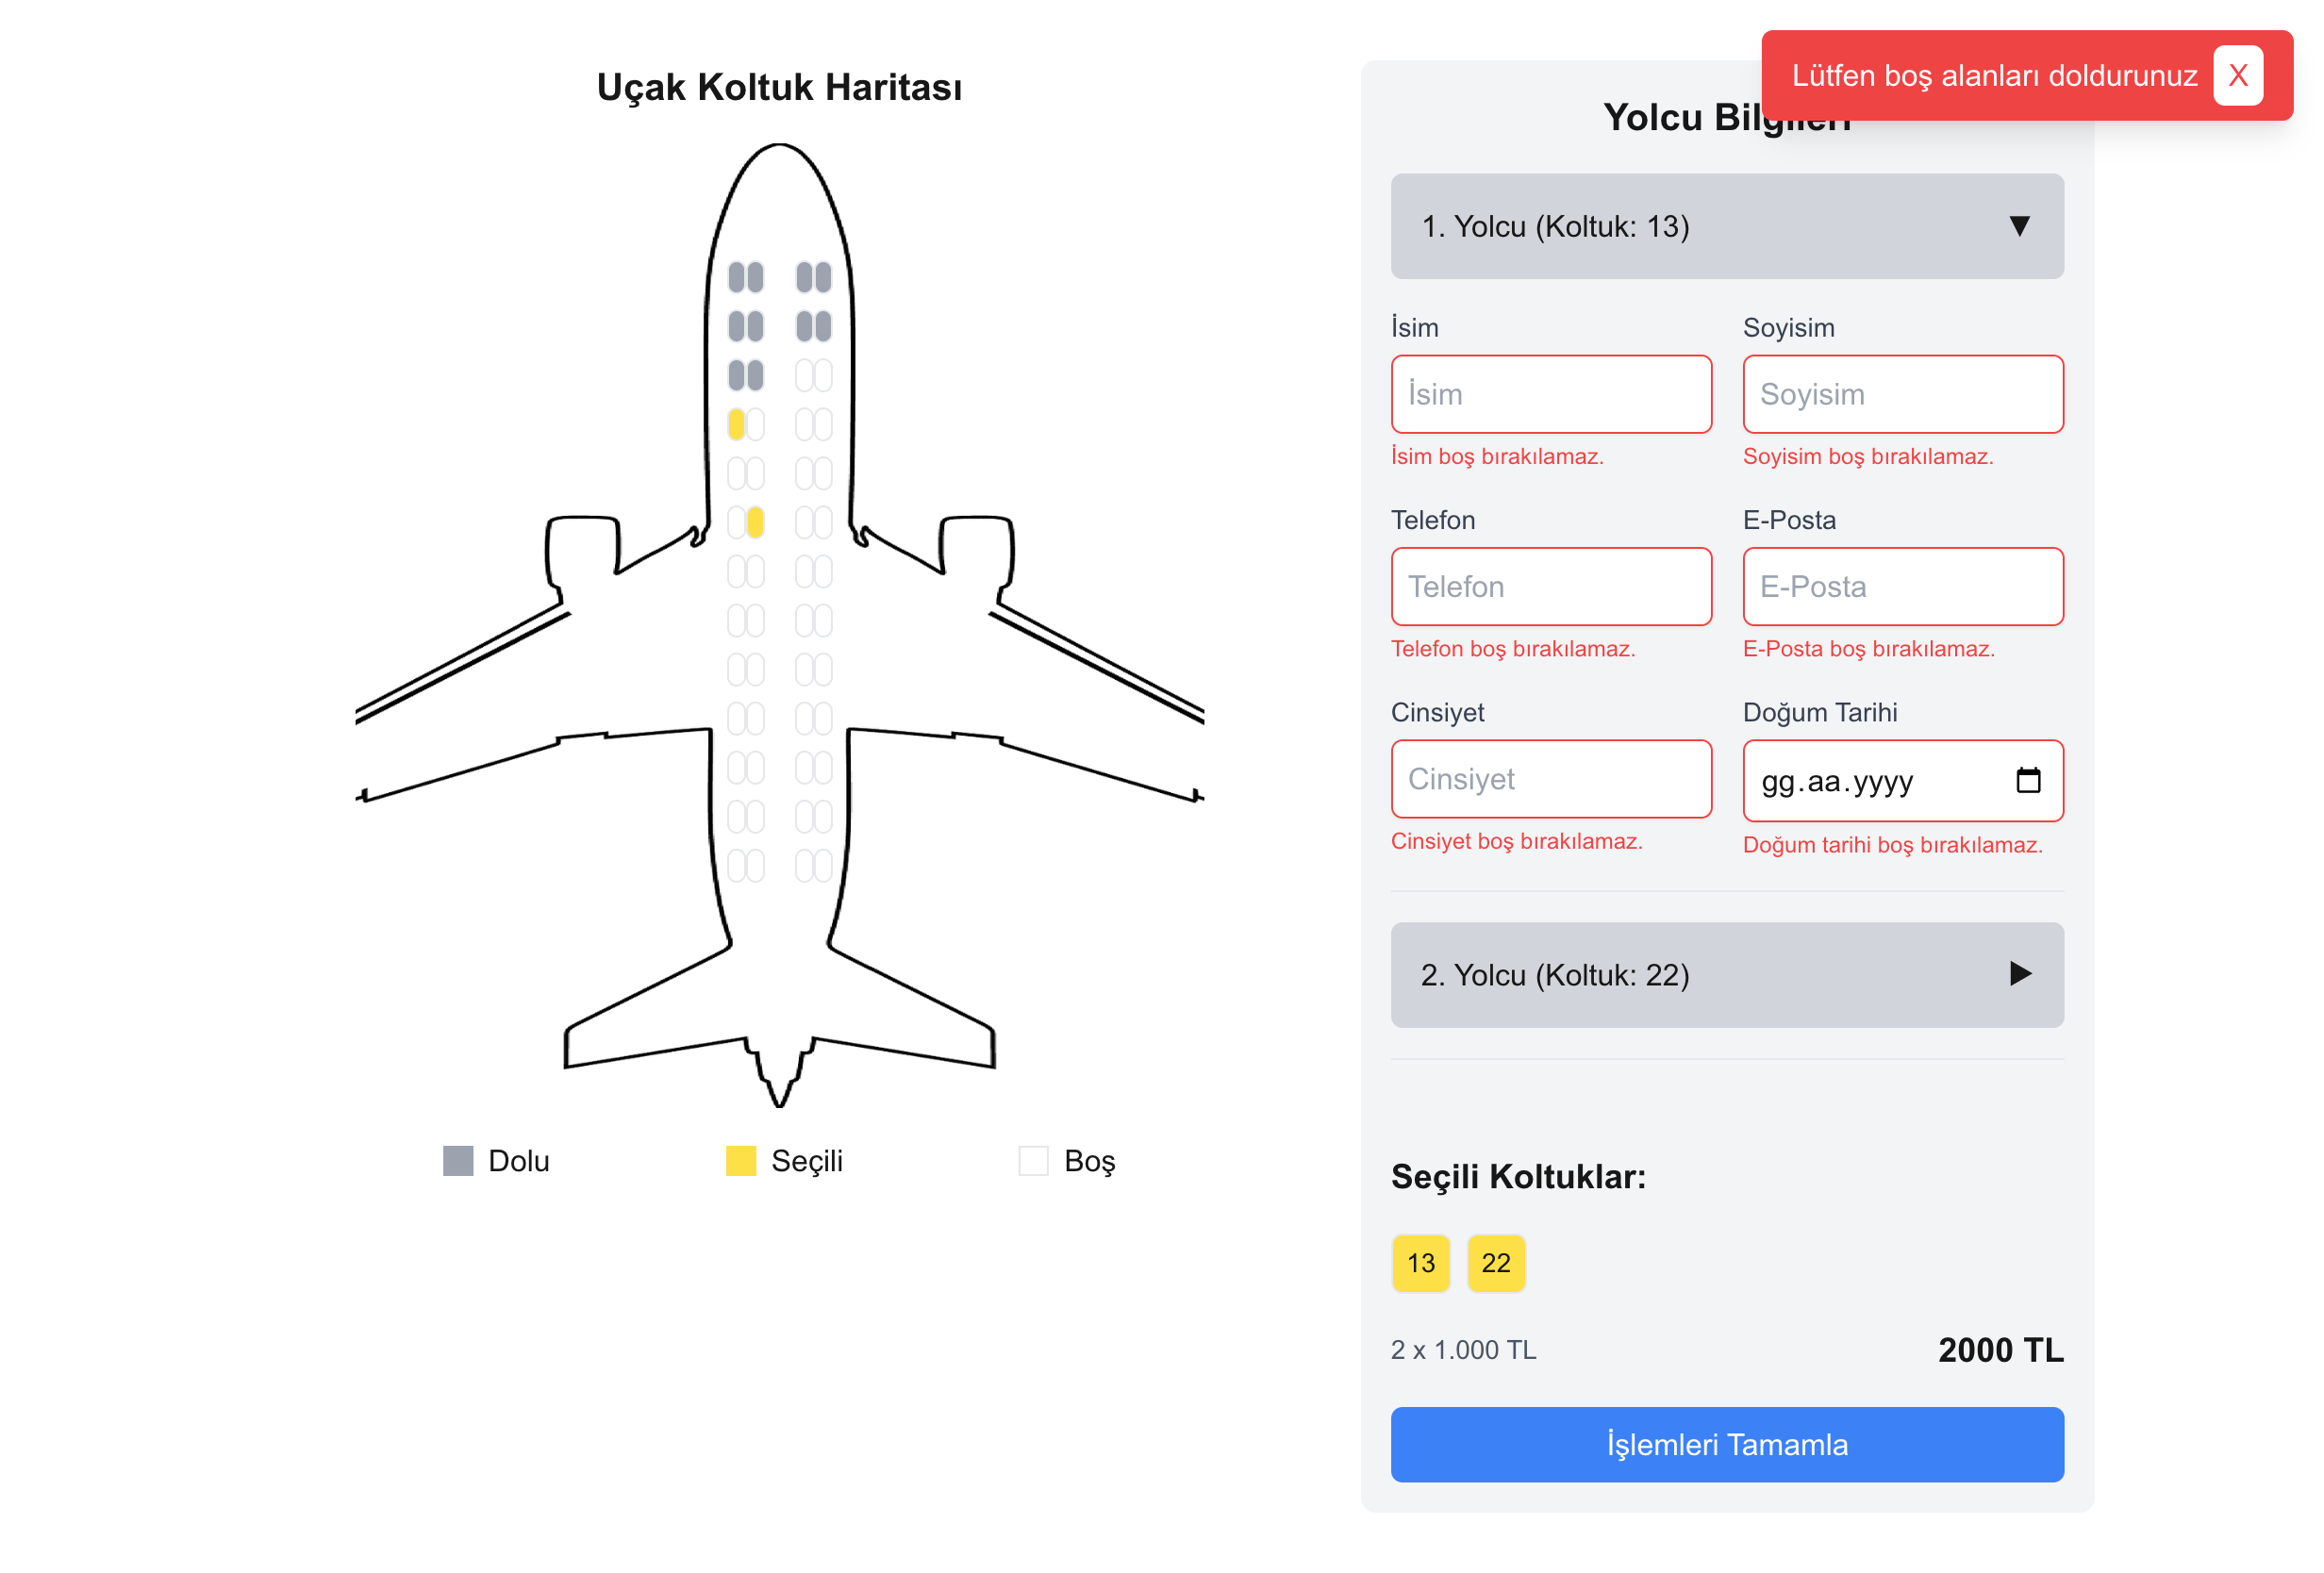 Uçak Koltuk Haritası
Dolu
Seçili
Boş
Lütfen boş alanları doldurunuz X
Yolcu Bilgileri
1. Yolcu (Koltuk: 13) ▼
İsim Soyisim
İsim Soyisim
İsim boş bırakılamaz. Soyisim boş bırakılamaz.
Telefon E-Posta
Telefon E-Posta
Telefon boş bırakılamaz. E-Posta boş bırakılamaz.
Cinsiyet Doğum Tarihi
Cinsiyet gg.aa.yyyy
Cinsiyet boş bırakılamaz. Doğum tarihi boş bırakılamaz.
2. Yolcu (Koltuk: 22) ▶
Seçili Koltuklar:
13 22
2 x 1.000 TL 2000 TL
İşlemleri Tamamla